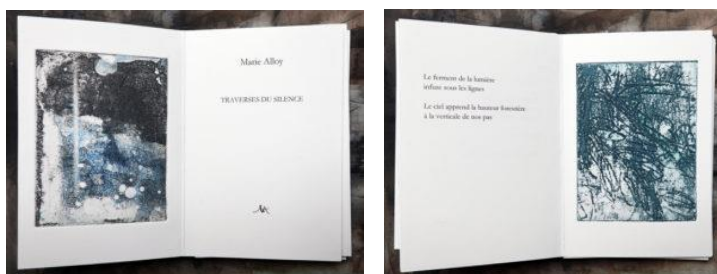 Marie Alloy
TRAVERSES DU SILENCE
Le ferment de la lumière
infuse sous les lignes
Le ciel apprend la hauteur forestière
à la verticale de nos pas